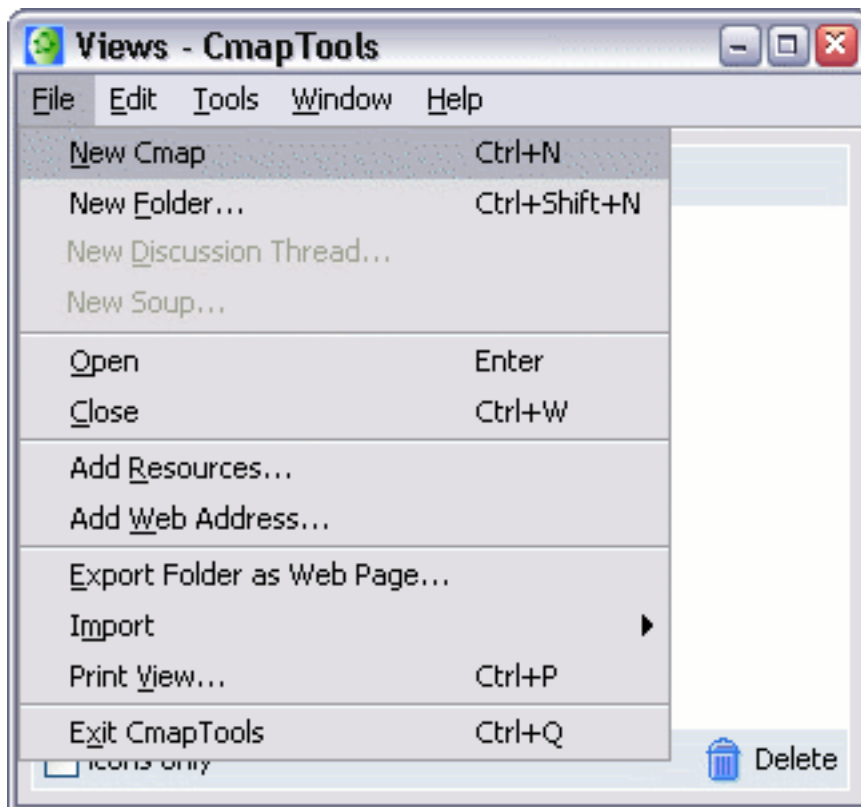 Views - CmapTools
File Edit Tools Window Help
New Cmap Ctrl+N
New Folder... Ctrl+Shift+N
New Discussion Thread...
New Soup...
Open Enter
Close Ctrl+W
Add Resources...
Add Web Address...
Export Folder as Web Page...
Import
Print View... Ctrl+P
Exit CmapTools Ctrl+Q
Icons only Delete